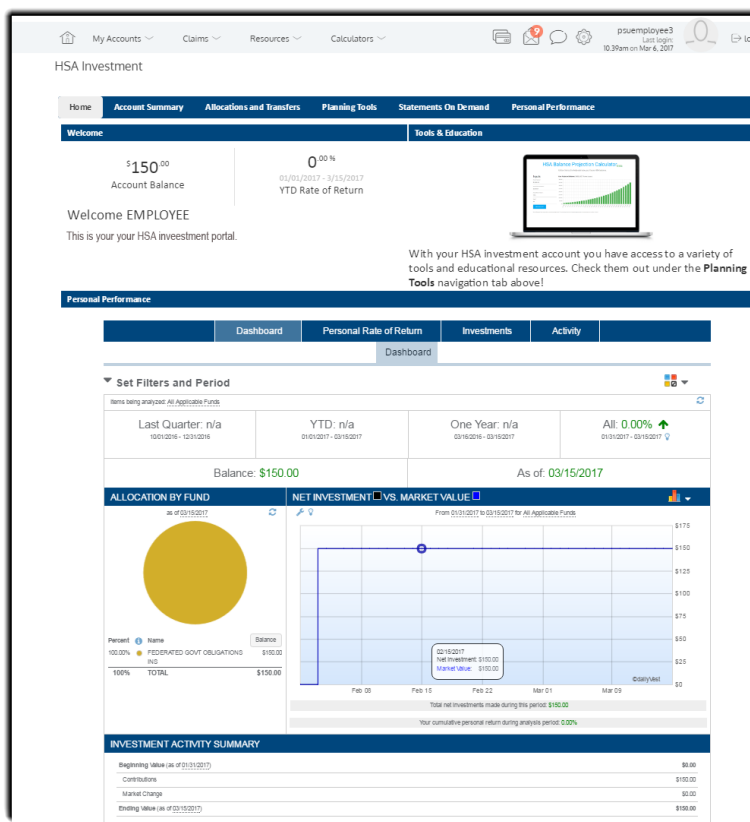 My Accounts
Claims
Resources
Calculators
9
psuemployee3
Last login:
10.39am on Mar 6, 2017
HSA Investment
Home
Account Summary
Allocations and Transfers
Planning Tools
Statements On Demand
Personal Performance
Welcome
Tools & Education
$150.00
Account Balance
0.00 %
01/01/2017 - 3/15/2017
YTD Rate of Return
HSA Balance Projection Calculator
Welcome EMPLOYEE
This is your your HSA inveestment portal.
With your HSA investment account you have access to a variety of
tools and educational resources. Check them out under the Planning
Tools navigation tab above!
Personal Performance
Dashboard
Personal Rate of Return
Investments
Activity
Dashboard
Set Filters and Period
Items being analyzed: All Applicable Funds
Last Quarter: n/a
10/01/2016 - 12/31/2016
YTD: n/a
01/01/2017 - 03/15/2017
One Year: n/a
03/16/2016 - 03/15/2017
All: 0.00%
01/31/2017 - 03/15/2017
Balance: $150.00
As of: 03/15/2017
ALLOCATION BY FUND
as of 03/15/2017
Percent
Name
Balance
100.00%
FEDERATED GOVT OBLIGATIONS
INS
$150.00
100%
TOTAL
$150.00
NET INVESTMENT VS. MARKET VALUE
From 01/31/2017 to 03/15/2017 for All Applicable Funds
$175
$150
$125
$100
$75
$50
$25
$0
02/15/2017
Net Investment: $150.00
Market Value: $150.00
©dailyVest
Feb 08
Feb 15
Feb 22
Mar 01
Mar 09
Total net investments made during this period: $150.00
Your cumulative personal return during analysis period: 0.00%
INVESTMENT ACTIVITY SUMMARY
Beginning Value (as of 01/31/2017)
$0.00
Contributions
$150.00
Market Change
$0.00
Ending Value (as of 03/15/2017)
$150.00